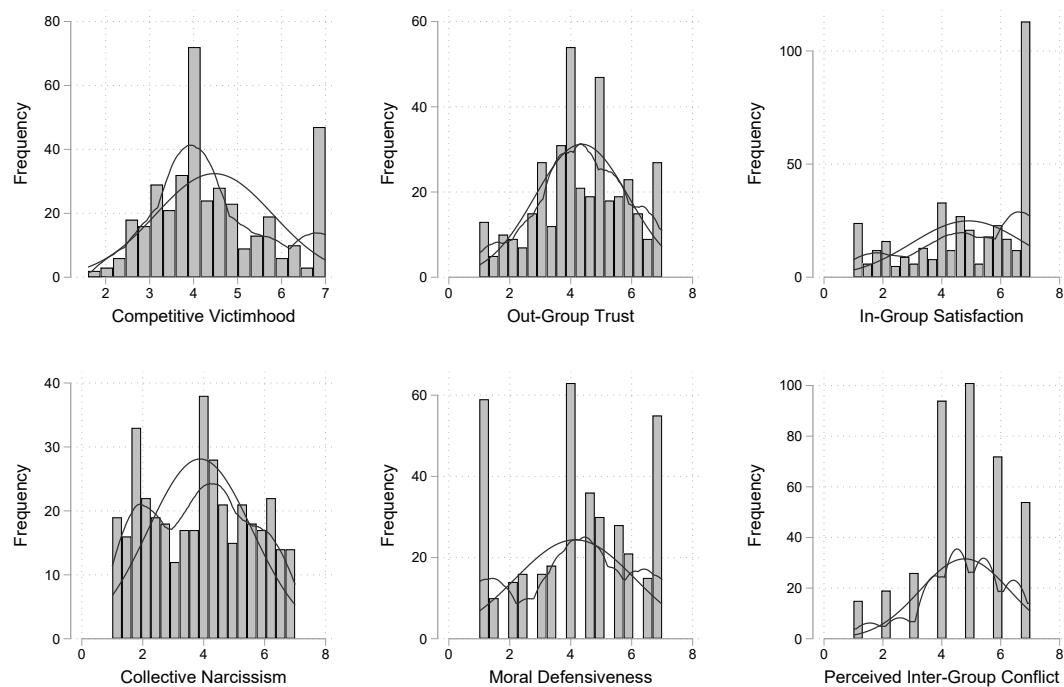 80
60
40
20
0
Frequency
2 3 4 5 6 7
Competitive Victimhood
60
40
20
0
Frequency
0 2 4 6 8
Out-Group Trust
100
50
0
Frequency
0 2 4 6 8
In-Group Satisfaction
40
30
20
10
0
Frequency
0 2 4 6 8
Collective Narcissism
60
40
20
0
Frequency
0 2 4 6 8
Moral Defensiveness
100
80
60
40
20
0
Frequency
0 2 4 6 8
Perceived Inter-Group Conflict